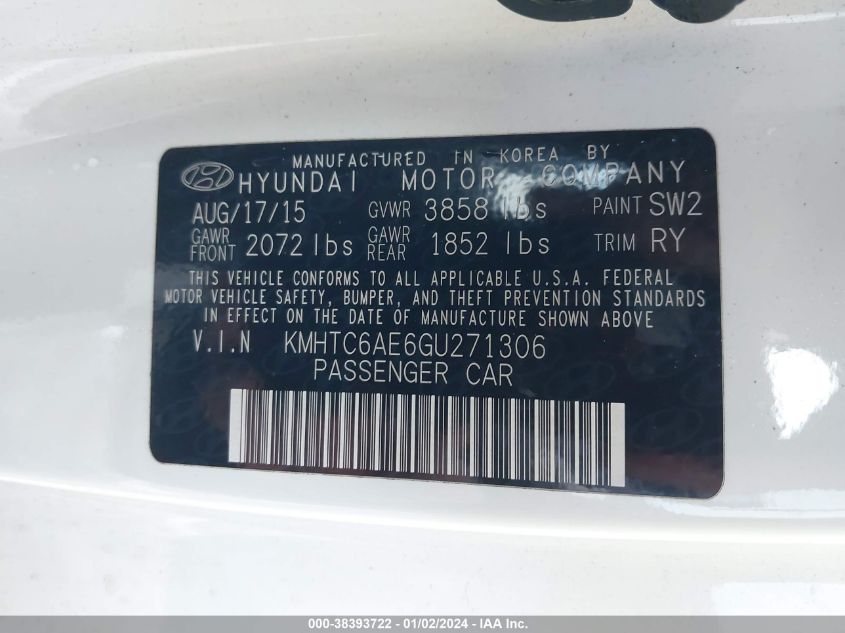 MANUFACTURED IN KOREA BY
HYUNDAI MOTOR COMPANY
AUG/17/15 GVWR 3858 lbs PAINT SW2
GAWR FRONT 2072 lbs GAWR REAR 1852 lbs TRIM RY
THIS VEHICLE CONFORMS TO ALL APPLICABLE U.S.A. FEDERAL
MOTOR VEHICLE SAFETY, BUMPER, AND THEFT PREVENTION STANDARDS
IN EFFECT ON THE DATE OF MANUFACTURE SHOWN ABOVE.
V.I.N KMHTC6AE6GU271306
PASSENGER CAR
000-38393722 - 01/02/2024 - IAA Inc.